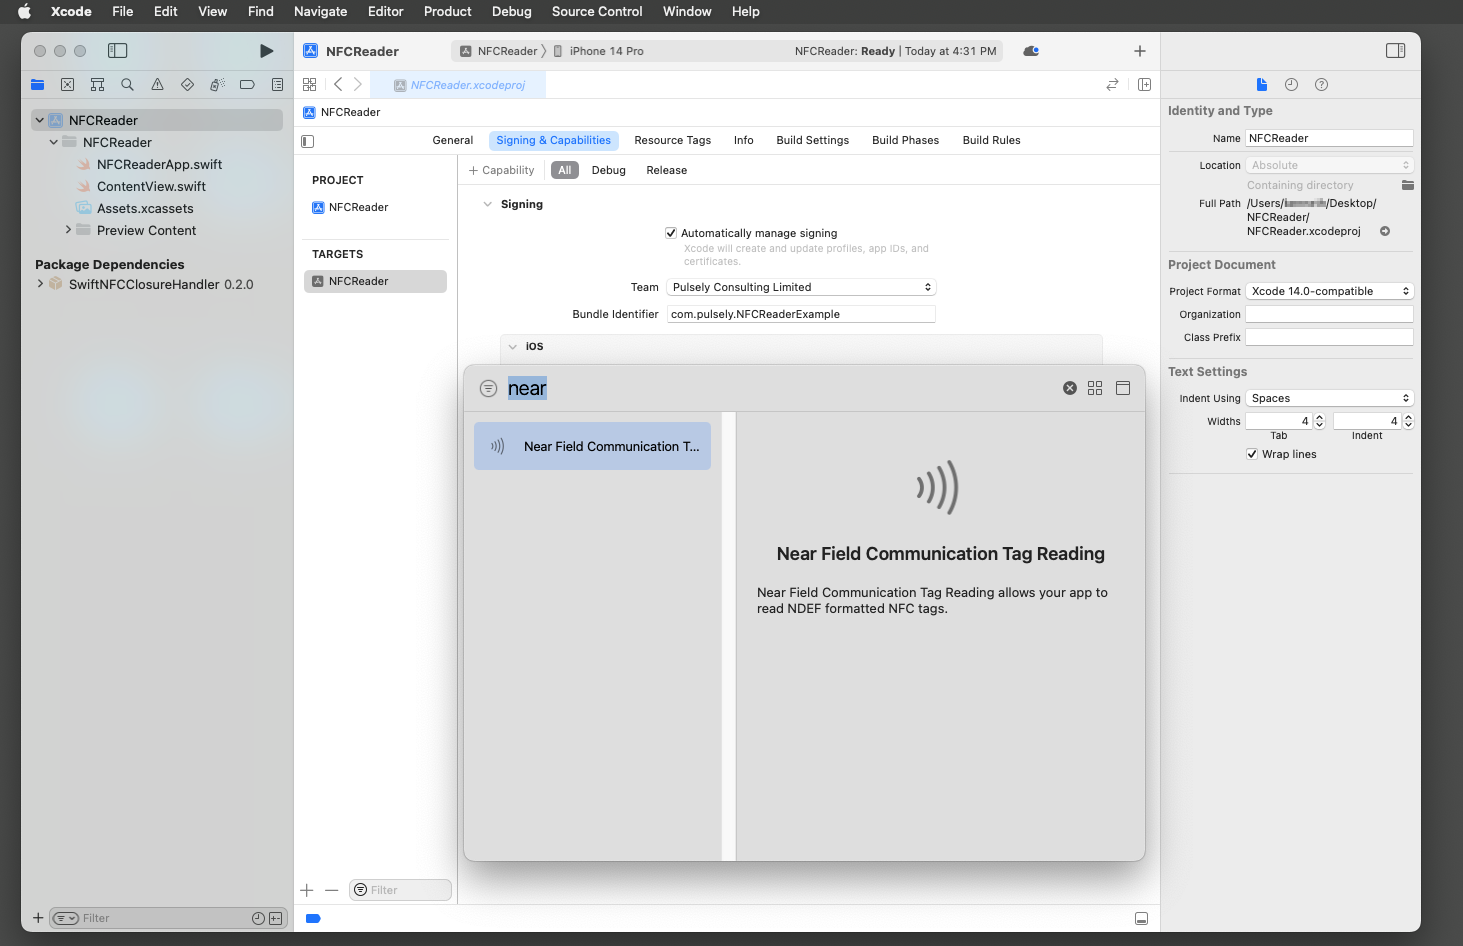 Xcode File Edit View Find Navigate Editor Product Debug Source Control Window Help
NFCReader
NFCReader iPhone 14 Pro
NFCReader: Ready | Today at 4:31 PM
NFCReader.xcodeproj
NFCReader
NFCReader
NFCReader
NFCReaderApp.swift
ContentView.swift
Assets.xcassets
Preview Content
Package Dependencies
SwiftNFCClosureHandler 0.2.0
Filter
General Signing & Capabilities Resource Tags Info Build Settings Build Phases Build Rules
PROJECT
NFCReader
TARGETS
NFCReader
Filter
+ Capability All Debug Release
Signing
Automatically manage signing
Xcode will create and update profiles, app IDs, and
certificates.
Team Pulsely Consulting Limited
Bundle Identifier com.pulsely.NFCReaderExample
iOS
near
Near Field Communication T...
Near Field Communication Tag Reading
Near Field Communication Tag Reading allows your app to
read NDEF formatted NFC tags.
Identity and Type
Name NFCReader
Location Absolute
Containing directory
Full Path /Users/ /Desktop/
NFCReader/
NFCReader.xcodeproj
Project Document
Project Format Xcode 14.0-compatible
Organization
Class Prefix
Text Settings
Indent Using Spaces
Widths 4 4
Tab Indent
Wrap lines